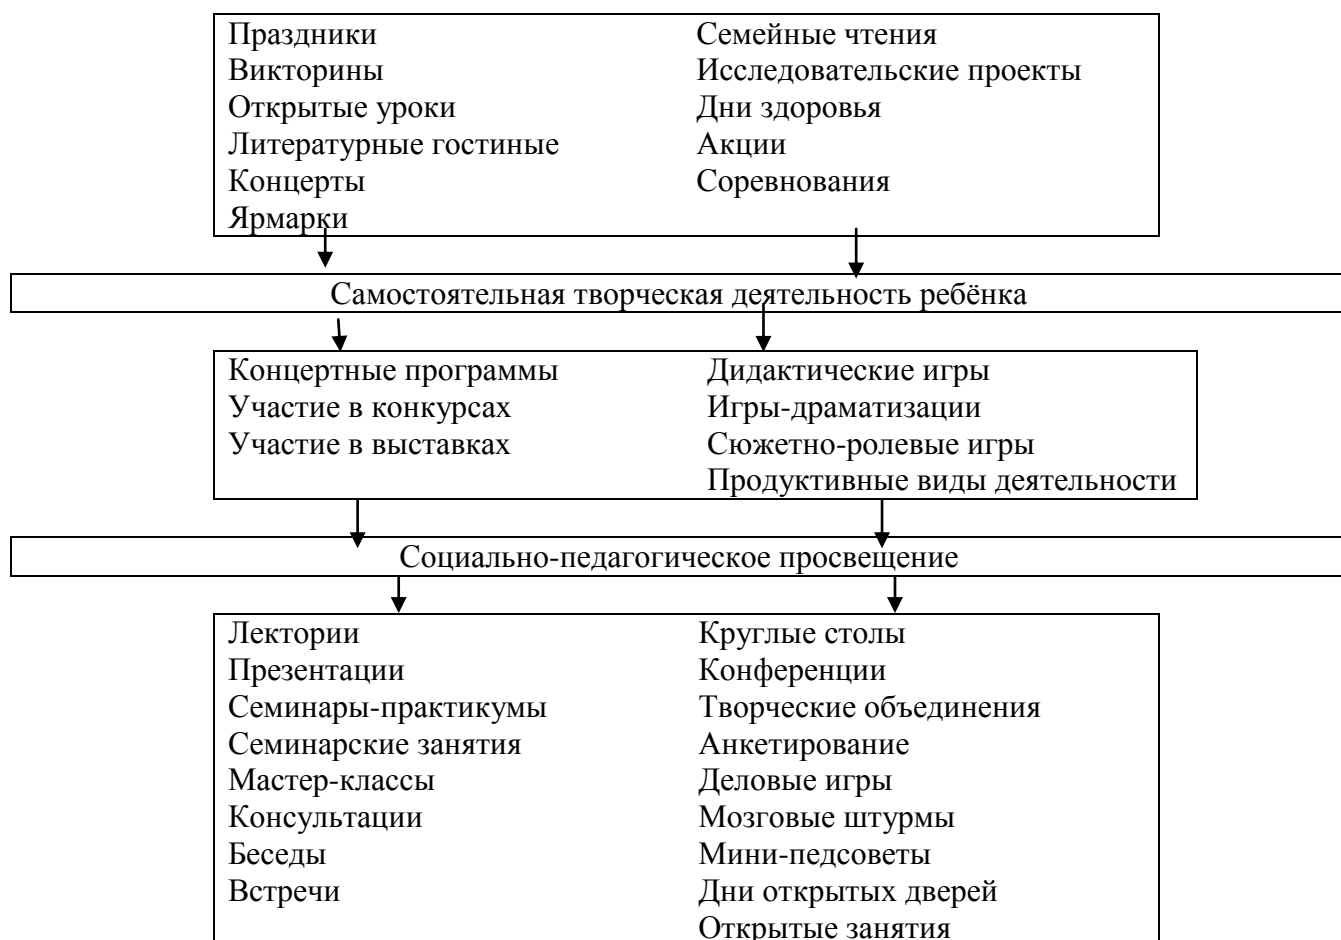 Праздники
Викторины
Открытые уроки
Литературные гостиные
Концерты
Ярмарки
Семейные чтения
Исследовательские проекты
Дни здоровья
Акции
Соревнования
Самостоятельная творческая деятельность ребёнка
Концертные программы
Участие в конкурсах
Участие в выставках
Дидактические игры
Игры-драматизации
Сюжетно-ролевые игры
Продуктивные виды деятельности
Социально-педагогическое просвещение
Лектории
Презентации
Семинары-практикумы
Семинарские занятия
Мастер-классы
Консультации
Беседы
Встречи
Круглые столы
Конференции
Творческие объединения
Анкетирование
Деловые игры
Мозговые штурмы
Мини-педсоветы
Дни открытых дверей
Открытые занятия